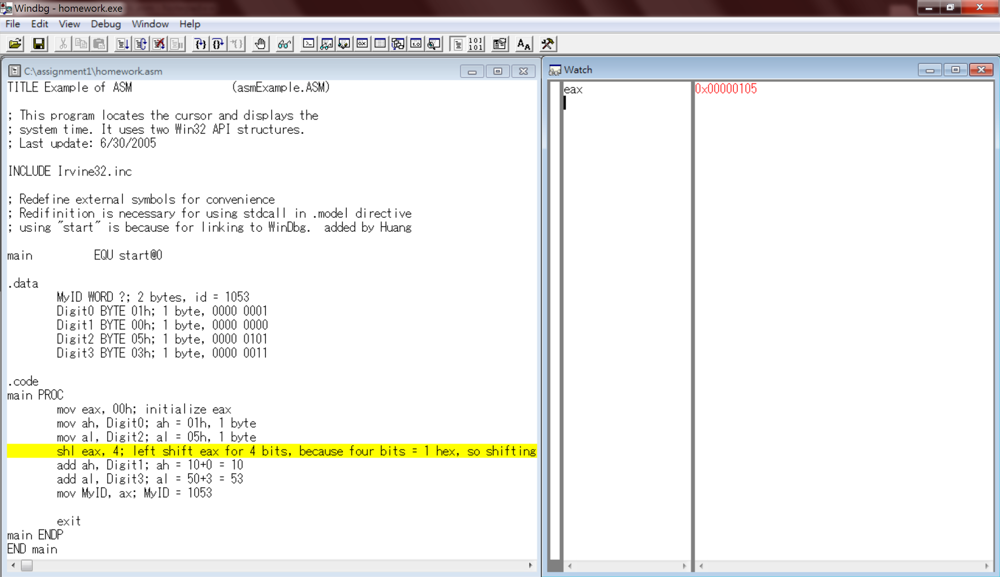 Windbg - homework.exe
File Edit View Debug Window Help
C:\assignment1\homework.asm
TITLE Example of ASM (asmExample.ASM)
; This program locates the cursor and displays the
; system time. It uses two Win32 API structures.
; Last update: 6/30/2005
INCLUDE Irvine32.inc
; Redefine external symbols for convenience
; Redifinition is necessary for using stdcall in .model directive
; using "start" is because for linking to WinDbg. added by Huang
main EQU start@0
.data
MyID WORD ?; 2 bytes, id = 1053
Digit0 BYTE 01h; 1 byte, 0000 0001
Digit1 BYTE 00h; 1 byte, 0000 0000
Digit2 BYTE 05h; 1 byte, 0000 0101
Digit3 BYTE 03h; 1 byte, 0000 0011
.code
main PROC
mov eax, 00h; initialize eax
mov ah, Digit0; ah = 01h, 1 byte
mov al, Digit2; al = 05h, 1 byte
shl eax, 4; left shift eax for 4 bits, because four bits = 1 hex, so shifting
add ah, Digit1; ah = 10+0 = 10
add al, Digit3; al = 50+3 = 53
mov MyID, ax; MyID = 1053
exit
main ENDP
END main
Watch
eax 0x00000105